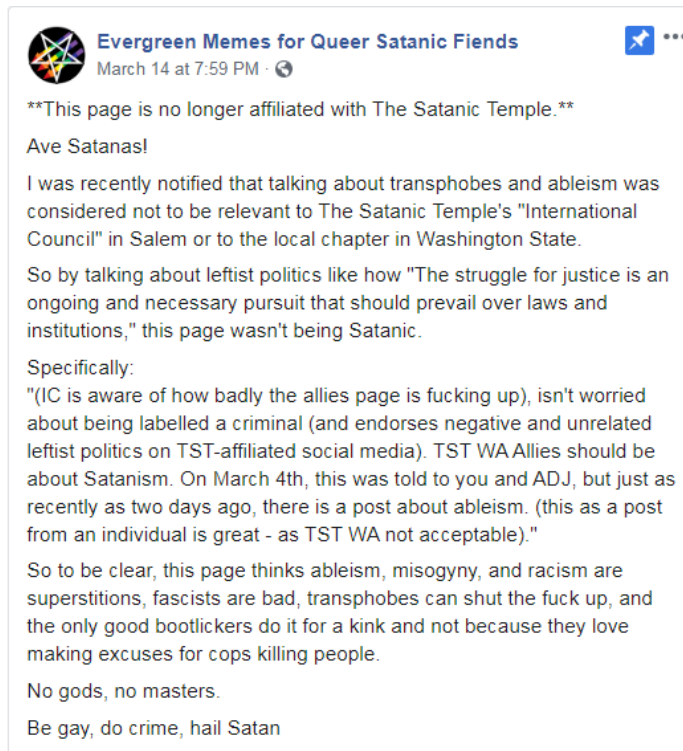 Evergreen Memes for Queer Satanic Fiends
March 14 at 7:59 PM ·
**This page is no longer affiliated with The Satanic Temple.**
Ave Satanas!
I was recently notified that talking about transphobes and ableism was
considered not to be relevant to The Satanic Temple's "International
Council" in Salem or to the local chapter in Washington State.
So by talking about leftist politics like how "The struggle for justice is an
ongoing and necessary pursuit that should prevail over laws and
institutions," this page wasn't being Satanic.
Specifically:
"(IC is aware of how badly the allies page is fucking up), isn't worried
about being labelled a criminal (and endorses negative and unrelated
leftist politics on TST-affiliated social media). TST WA Allies should be
about Satanism. On March 4th, this was told to you and ADJ, but just as
recently as two days ago, there is a post about ableism. (this as a post
from an individual is great - as TST WA not acceptable)."
So to be clear, this page thinks ableism, misogyny, and racism are
superstitions, fascists are bad, transphobes can shut the fuck up, and
the only good bootlickers do it for a kink and not because they love
making excuses for cops killing people.
No gods, no masters.
Be gay, do crime, hail Satan